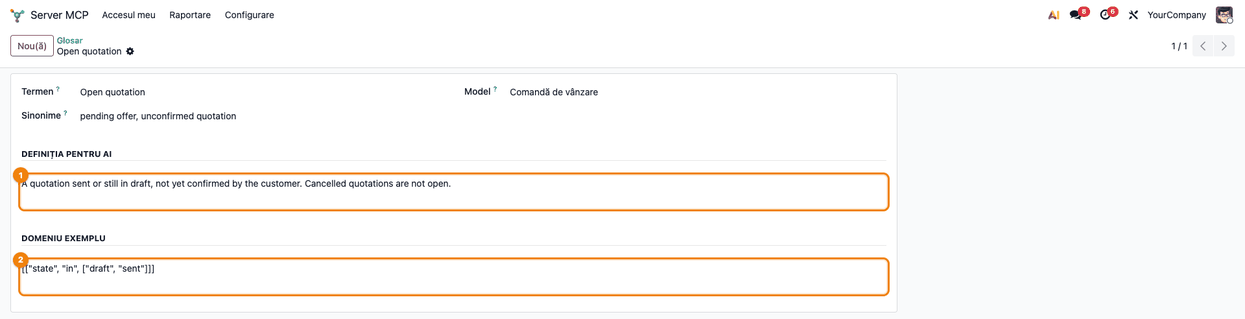 Server MCP Accesul meu Raportare Configurare AI 8 6 YourCompany
Nou(ă) Glosar
Open quotation 1 / 1
Termen ? Open quotation Model ? Comandă de vânzare
Sinonime ? pending offer, unconfirmed quotation
DEFINIȚIA PENTRU AI
1
A quotation sent or still in draft, not yet confirmed by the customer. Cancelled quotations are not open.
DOMENIU EXEMPLU
2
[["state", "in", ["draft", "sent"]]]